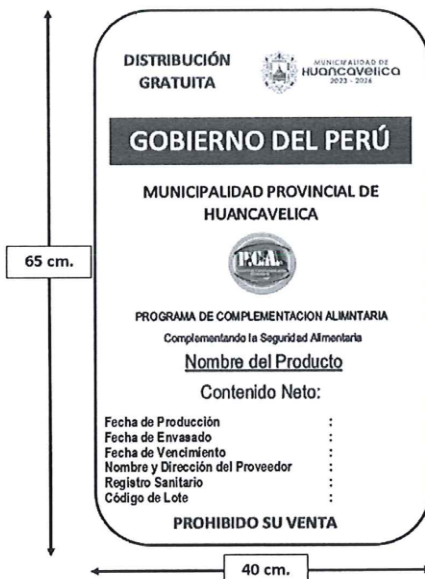 DISTRIBUCIÓN
GRATUITA
MUNICIPALIDAD DE
HUANCAVELICA
2023 - 2026
GOBIERNO DEL PERÚ
MUNICIPALIDAD PROVINCIAL DE
HUANCAVELICA
65 cm.
P.C.A.
PROGRAMA DE COMPLEMENTACION ALIMNTARIA
Complementando la Seguridad Alimentaria
Nombre del Producto
Contenido Neto:
Fecha de Producción :
Fecha de Envasado :
Fecha de Vencimiento :
Nombre y Dirección del Proveedor :
Registro Sanitario :
Código de Lote :
PROHIBIDO SU VENTA
40 cm.